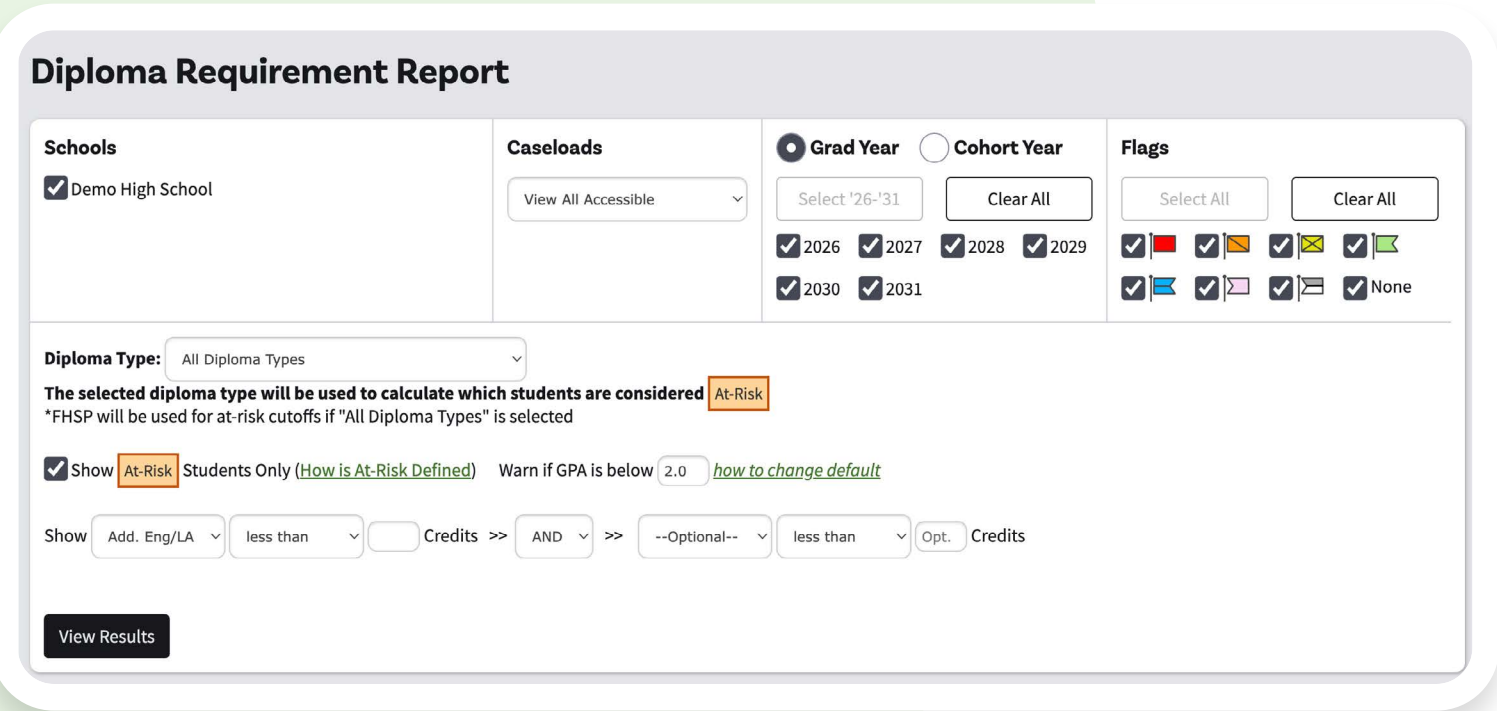 Diploma Requirement Report
Schools
Demo High School
Caseloads
View All Accessible
Grad Year Cohort Year
Select '26-'31 Clear All
2026 2027 2028 2029
2030 2031
Flags
Select All Clear All
None
Diploma Type: All Diploma Types
The selected diploma type will be used to calculate which students are considered At-Risk
*FHSP will be used for at-risk cutoffs if "All Diploma Types" is selected
Show At-Risk Students Only (How is At-Risk Defined) Warn if GPA is below 2.0 how to change default
Show Add. Eng/LA less than Credits >> AND >> --Optional-- less than Opt. Credits
View Results